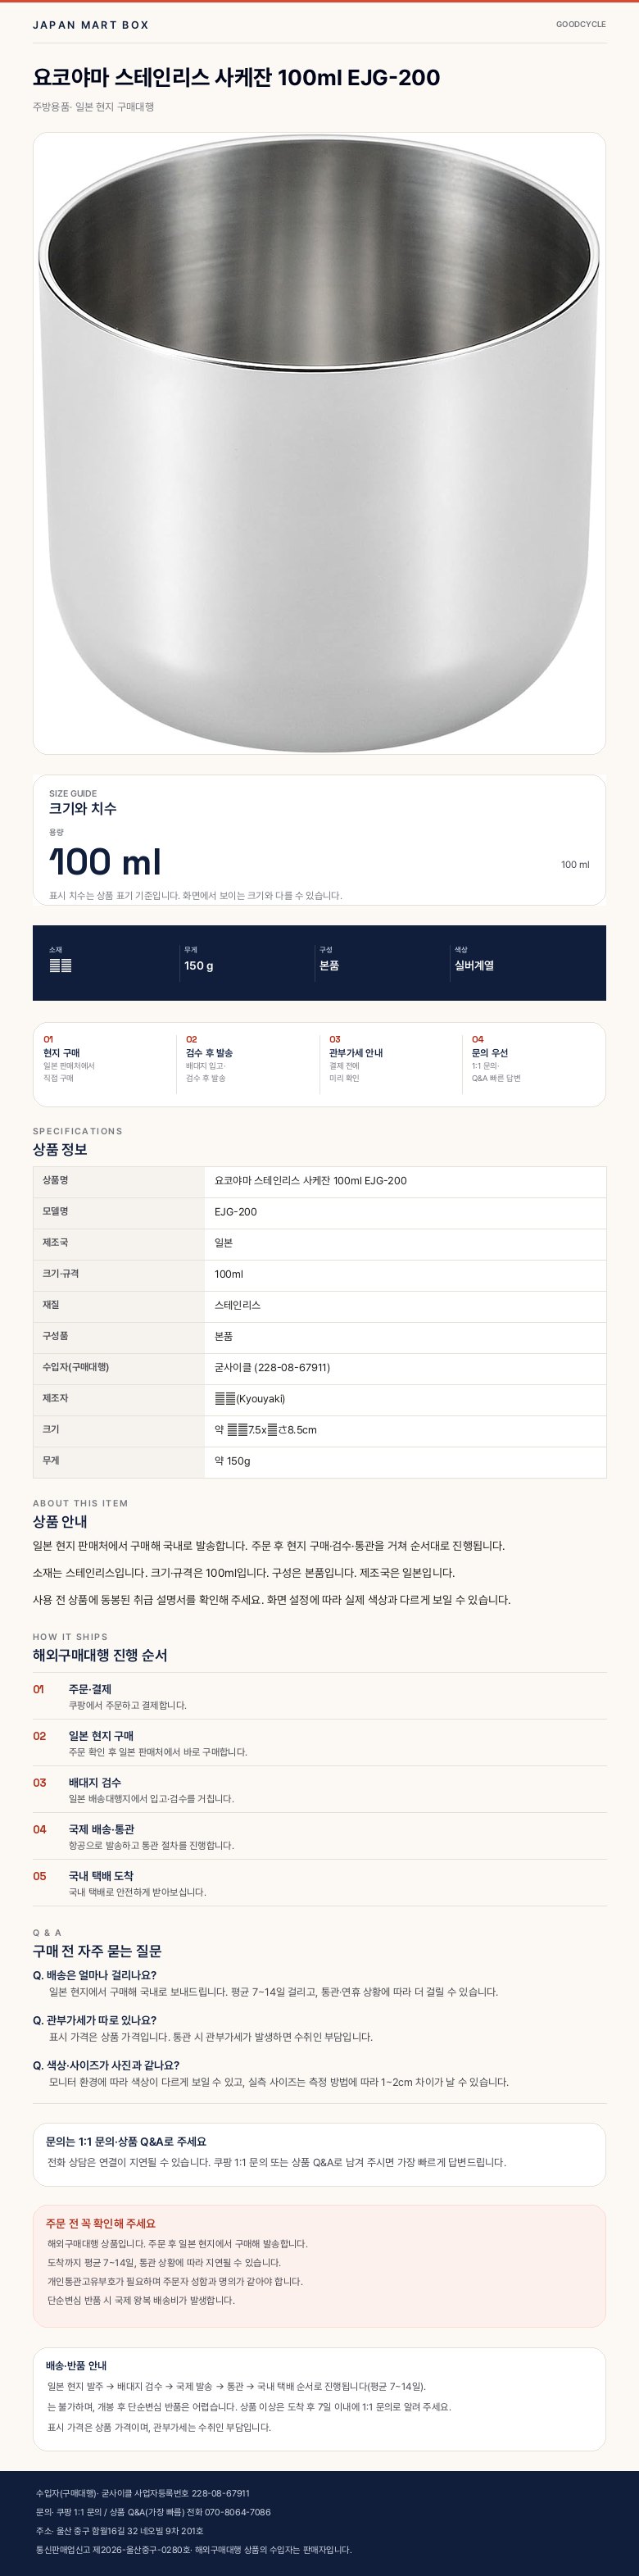 JAPAN MART BOX
GOODCYCLE
요코야마 스테인리스 사케잔 100ml EJG-200
주방용품· 일본 현지 구매대행
SIZE GUIDE
크기와 치수
용량
100 ml
100 ml
표시 치수는 상품 표기 기준입니다. 화면에서 보이는 크기와 다를 수 있습니다.
소재
무게
150 g
구성
본품
색상
실버계열
01
현지 구매
일본 판매처에서
직접 구매
02
검수 후 발송
배대지 입고·
검수 후 발송
03
관부가세 안내
결제 전에
미리 확인
04
문의 우선
1:1 문의·
Q&A 빠른 답변
SPECIFICATIONS
상품 정보
상품명 요코야마 스테인리스 사케잔 100ml EJG-200
모델명 EJG-200
제조국 일본
크기·규격 100ml
재질 스테인리스
구성품 본품
수입자(구매대행) 굳사이클 (228-08-67911)
제조자 (Kyouyaki)
크기 약 7.5x さ8.5cm
무게 약 150g
ABOUT THIS ITEM
상품 안내
일본 현지 판매처에서 구매해 국내로 발송합니다. 주문 후 현지 구매·검수·통관을 거쳐 순서대로 진행됩니다.
소재는 스테인리스입니다. 크기·규격은 100ml입니다. 구성은 본품입니다. 제조국은 일본입니다.
사용 전 상품에 동봉된 취급 설명서를 확인해 주세요. 화면 설정에 따라 실제 색상과 다르게 보일 수 있습니다.
HOW IT SHIPS
해외구매대행 진행 순서
01 주문·결제
쿠팡에서 주문하고 결제합니다.
02 일본 현지 구매
주문 확인 후 일본 판매처에서 바로 구매합니다.
03 배대지 검수
일본 배송대행지에서 입고·검수를 거칩니다.
04 국제 배송·통관
항공으로 발송하고 통관 절차를 진행합니다.
05 국내 택배 도착
국내 택배로 안전하게 받아보십니다.
Q & A
구매 전 자주 묻는 질문
Q. 배송은 얼마나 걸리나요?
일본 현지에서 구매해 국내로 보내드립니다. 평균 7~14일 걸리고, 통관·연휴 상황에 따라 더 걸릴 수 있습니다.
Q. 관부가세가 따로 있나요?
표시 가격은 상품 가격입니다. 통관 시 관부가세가 발생하면 수취인 부담입니다.
Q. 색상·사이즈가 사진과 같나요?
모니터 환경에 따라 색상이 다르게 보일 수 있고, 실측 사이즈는 측정 방법에 따라 1~2cm 차이가 날 수 있습니다.
문의는 1:1 문의·상품 Q&A로 주세요
전화 상담은 연결이 지연될 수 있습니다. 쿠팡 1:1 문의 또는 상품 Q&A로 남겨 주시면 가장 빠르게 답변드립니다.
주문 전 꼭 확인해 주세요
해외구매대행 상품입니다. 주문 후 일본 현지에서 구매해 발송합니다.
도착까지 평균 7~14일, 통관 상황에 따라 지연될 수 있습니다.
개인통관고유부호가 필요하며 주문자 성함과 명의가 같아야 합니다.
단순변심 반품 시 국제 왕복 배송비가 발생합니다.
배송·반품 안내
일본 현지 발주 → 배대지 검수 → 국제 발송 → 통관 → 국내 택배 순서로 진행됩니다(평균 7~14일).
는 불가하며, 개봉 후 단순변심 반품은 어렵습니다. 상품 이상은 도착 후 7일 이내에 1:1 문의로 알려 주세요.
표시 가격은 상품 가격이며, 관부가세는 수취인 부담입니다.
수입자(구매대행)· 굳사이클 사업자등록번호 228-08-67911
문의· 쿠팡 1:1 문의 / 상품 Q&A(가장 빠름) 전화 070-8064-7086
주소· 울산 중구 함월16길 32 네오빌 9차 201호
통신판매업신고 제2026-울산중구-0280호· 해외구매대행 상품의 수입자는 판매자입니다.